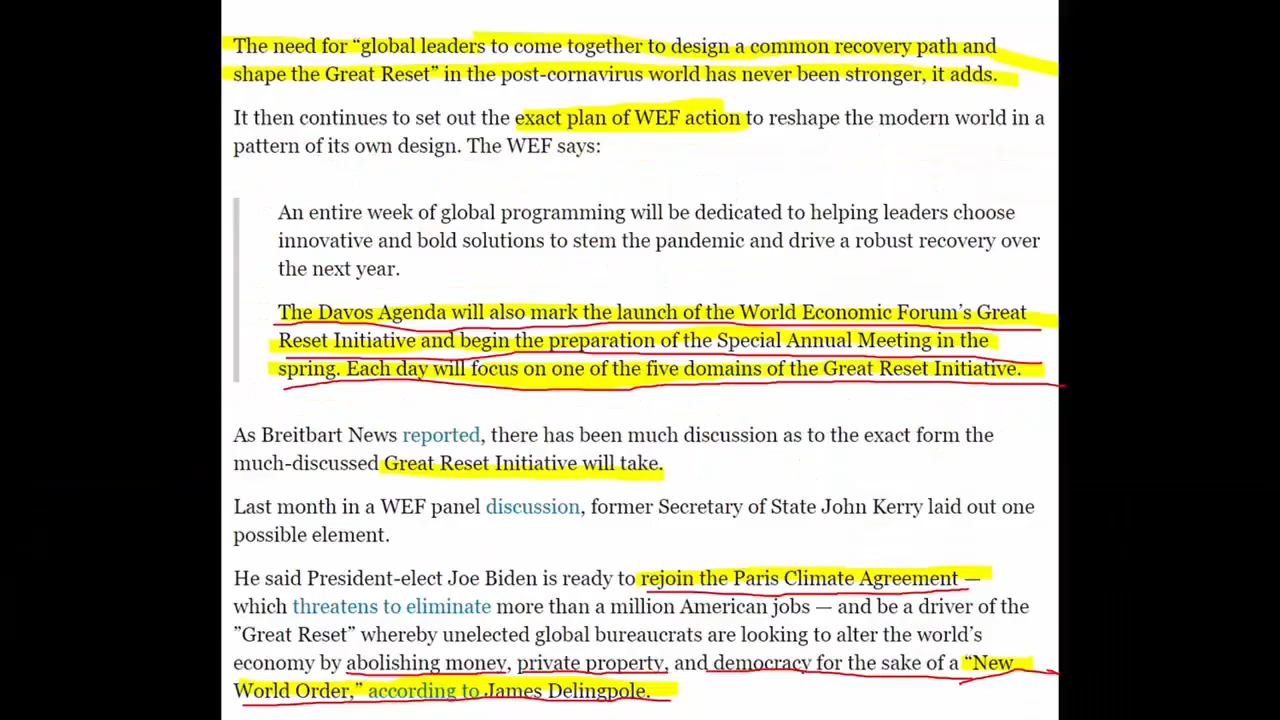 The need for “global leaders to come together to design a common recovery path and
shape the Great Reset” in the post-cornavirus world has never been stronger, it adds.
It then continues to set out the exact plan of WEF action to reshape the modern world in a
pattern of its own design. The WEF says:
An entire week of global programming will be dedicated to helping leaders choose
innovative and bold solutions to stem the pandemic and drive a robust recovery over
the next year.
The Davos Agenda will also mark the launch of the World Economic Forum’s Great
Reset Initiative and begin the preparation of the Special Annual Meeting in the
spring. Each day will focus on one of the five domains of the Great Reset Initiative.
As Breitbart News reported, there has been much discussion as to the exact form the
much-discussed Great Reset Initiative will take.
Last month in a WEF panel discussion, former Secretary of State John Kerry laid out one
possible element.
He said President-elect Joe Biden is ready to rejoin the Paris Climate Agreement —
which threatens to eliminate more than a million American jobs — and be a driver of the
”Great Reset” whereby unelected global bureaucrats are looking to alter the world’s
economy by abolishing money, private property, and democracy for the sake of a “New
World Order,” according to James Delingpole.